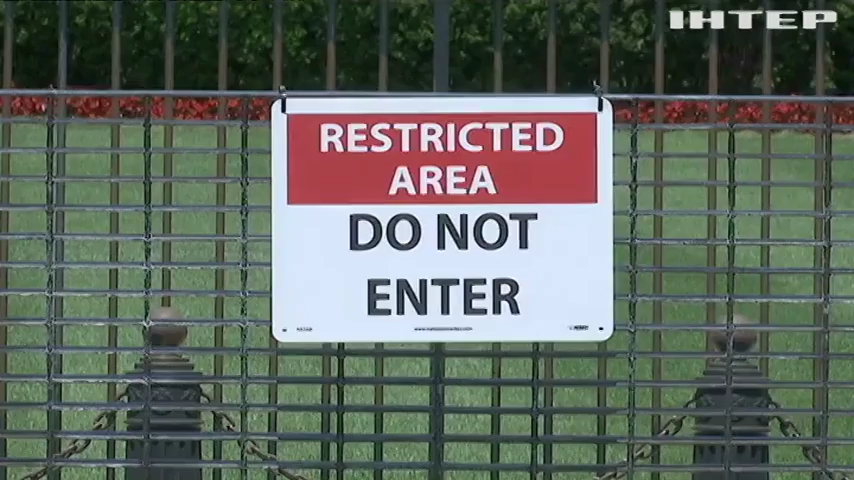 ІНТЕР
RESTRICTED
AREA
DO NOT
ENTER